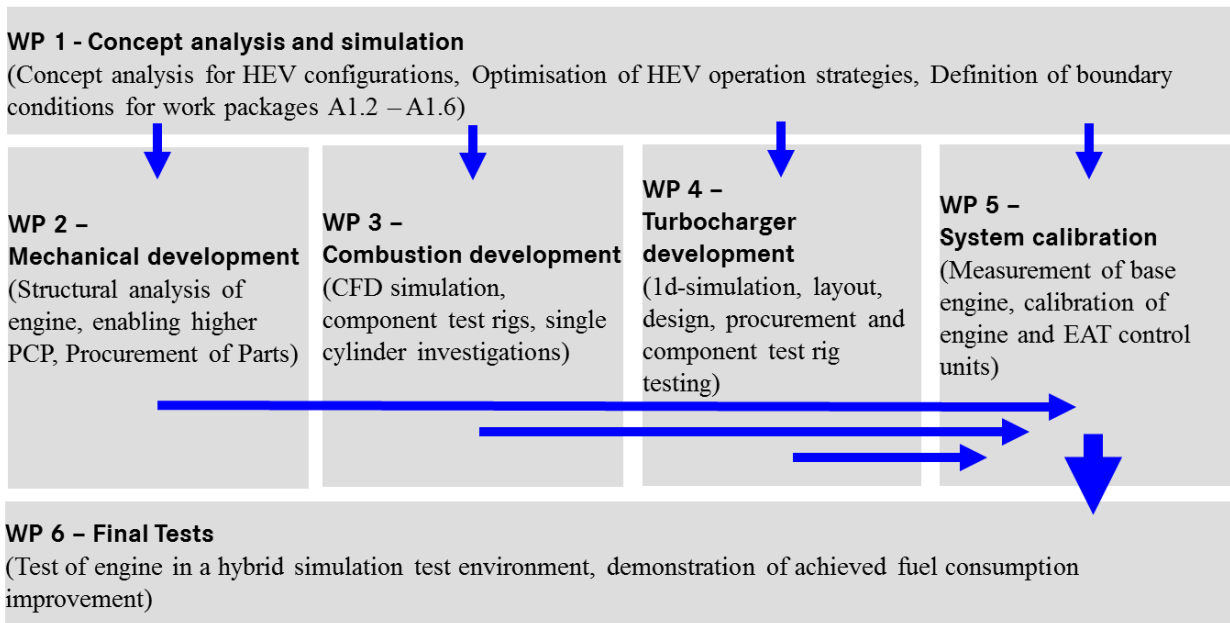 WP 1 - Concept analysis and simulation
(Concept analysis for HEV configurations, Optimisation of HEV operation strategies, Definition of boundary
conditions for work packages A1.2 – A1.6)
WP 2 –
Mechanical development
(Structural analysis of
engine, enabling higher
PCP, Procurement of Parts)
WP 3 –
Combustion development
(CFD simulation,
component test rigs, single
cylinder investigations)
WP 4 –
Turbocharger
development
(1d-simulation, layout,
design, procurement and
component test rig
testing)
WP 5 –
System calibration
(Measurement of base
engine, calibration of
engine and EAT control
units)
WP 6 – Final Tests
(Test of engine in a hybrid simulation test environment, demonstration of achieved fuel consumption
improvement)